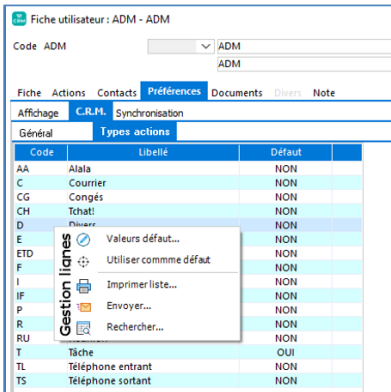 CRM Fiche utilisateur : ADM - ADM
Code ADM ADM
ADM
Fiche Actions Contacts Préférences Documents Divers Note
Affichage C.R.M. Synchronisation
Général Types actions
Code Libellé Défaut
AA Alala NON
C Courrier NON
CG Congés NON
CH Tchat! NON
D Divers NON
E NON
ETD NON
F NON
I NON
IF NON
P NON
R NON
RU NON
T Tâche OUI
TL Téléphone entrant NON
TS Téléphone sortant NON
Gestion lignes
Valeurs défaut...
Utiliser commme défaut
Imprimer liste...
Envoyer...
Rechercher...